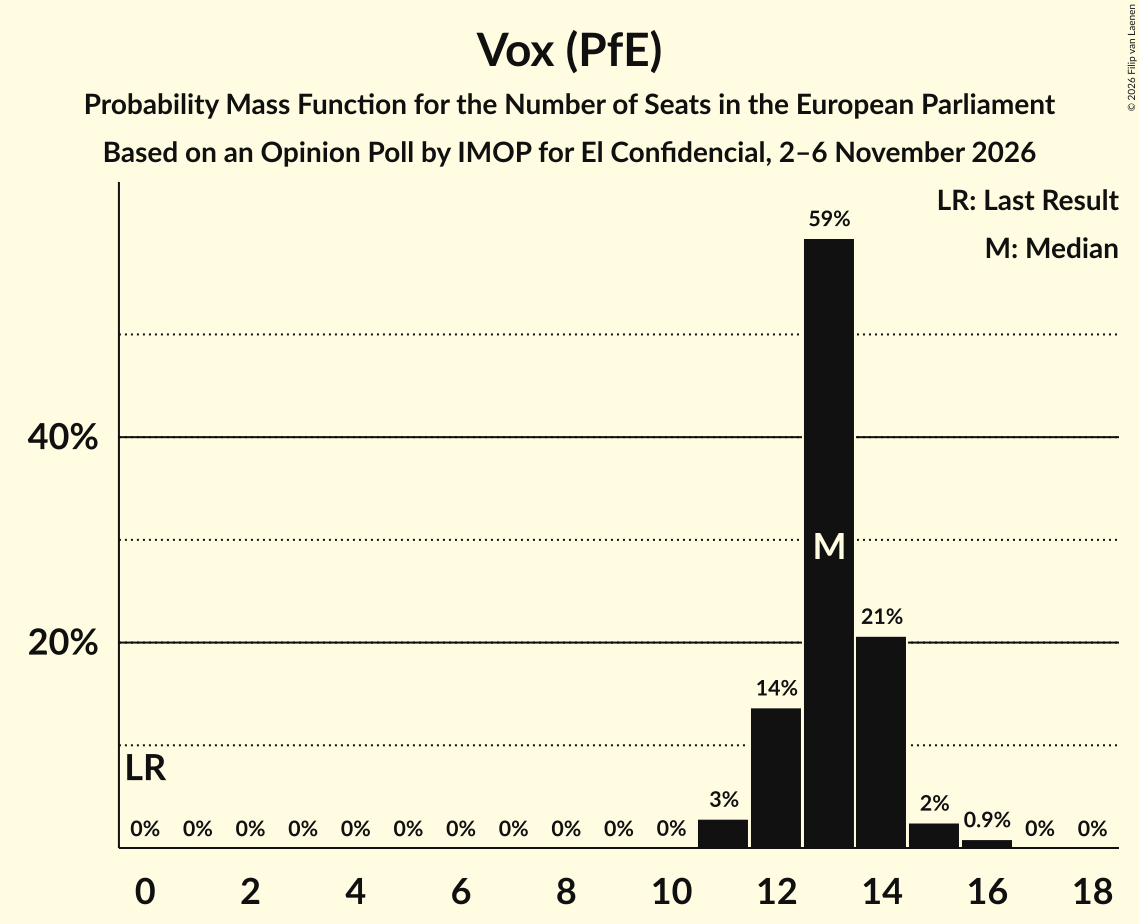 Vox (PfE)
Probability Mass Function for the Number of Seats in the European Parliament
Based on an Opinion Poll by IMOP for El Confidencial, 2–6 November 2026
© 2026 Filip van Laenen
LR: Last Result
M: Median
59%
40%
M
21%
20%
14%
LR
0% 0% 0% 0% 0% 0% 0% 0% 0% 0% 0% 3% 2% 0.9% 0% 0%
0 2 4 6 8 10 12 14 16 18